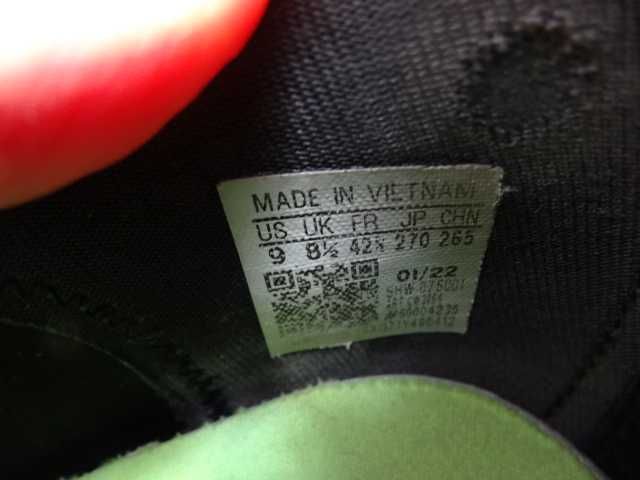 MADE IN VIETNAM
US UK FR JP CHN
9 8½ 42⅔ 270 265
01/22